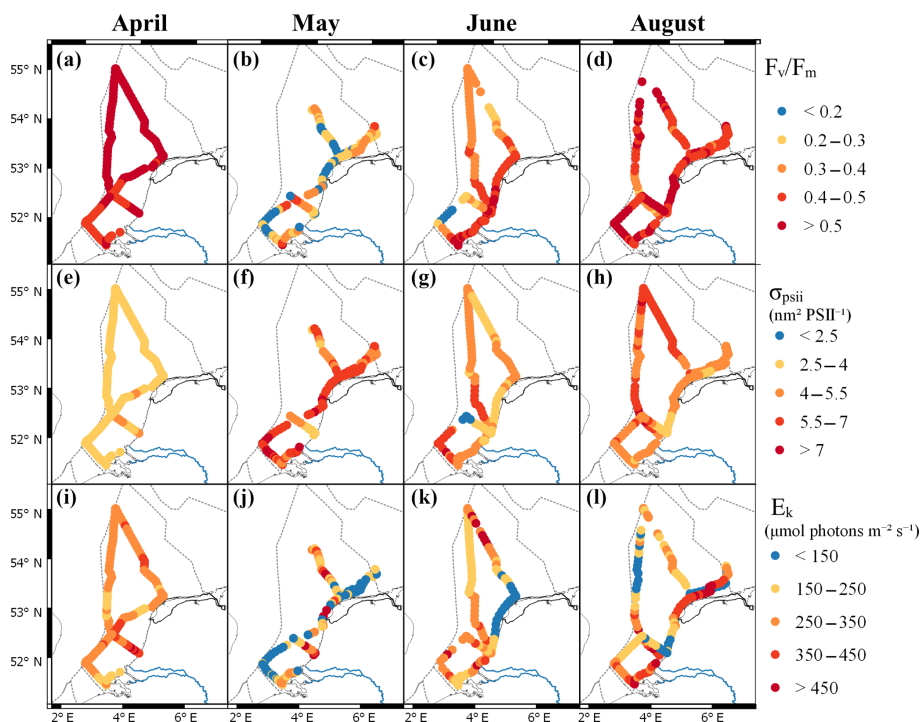 April May June August
(a) (b) (c) (d)
55° N
54° N
53° N
52° N
Fᵥ/Fₘ
< 0.2
0.2–0.3
0.3–0.4
0.4–0.5
> 0.5
(e) (f) (g) (h)
55° N
54° N
53° N
52° N
σpsii
(nm² PSII⁻¹)
< 2.5
2.5–4
4–5.5
5.5–7
> 7
(i) (j) (k) (l)
55° N
54° N
53° N
52° N
Eₖ
(μmol photons m⁻² s⁻¹)
< 150
150–250
250–350
350–450
> 450
2° E 4° E 6° E 2° E 4° E 6° E 2° E 4° E 6° E 2° E 4° E 6° E